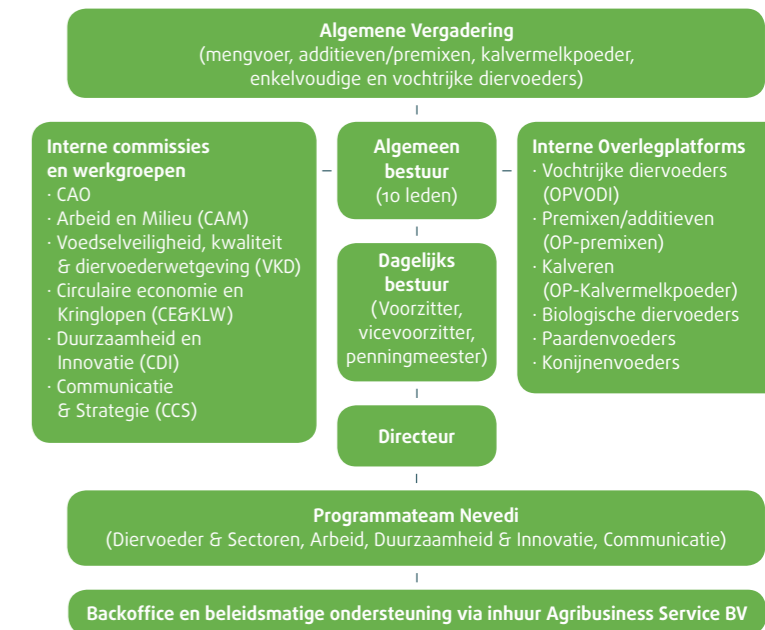 Algemene Vergadering
(mengvoer, additieven/premixen, kalvermelkpoeder,
enkelvoudige en vochtrijke diervoeders)
Interne commissies
en werkgroepen
· CAO
· Arbeid en Milieu (CAM)
· Voedselveiligheid, kwaliteit
& diervoederwetgeving (VKD)
· Circulaire economie en
Kringlopen (CE&KLW)
· Duurzaamheid en
Innovatie (CDI)
· Communicatie
& Strategie (CCS)
Algemeen
bestuur
(10 leden)
Dagelijks
bestuur
(Voorzitter,
vicevoorzitter,
penningmeester)
Directeur
Interne Overlegplatforms
· Vochtrijke diervoeders
(OPVODI)
· Premixen/additieven
(OP-premixen)
· Kalveren
(OP-Kalvermelkpoeder)
· Biologische diervoeders
· Paardenvoeders
· Konijnenvoeders
Programmateam Nevedi
(Diervoeder & Sectoren, Arbeid, Duurzaamheid & Innovatie, Communicatie)
Backoffice en beleidsmatige ondersteuning via inhuur Agribusiness Service BV